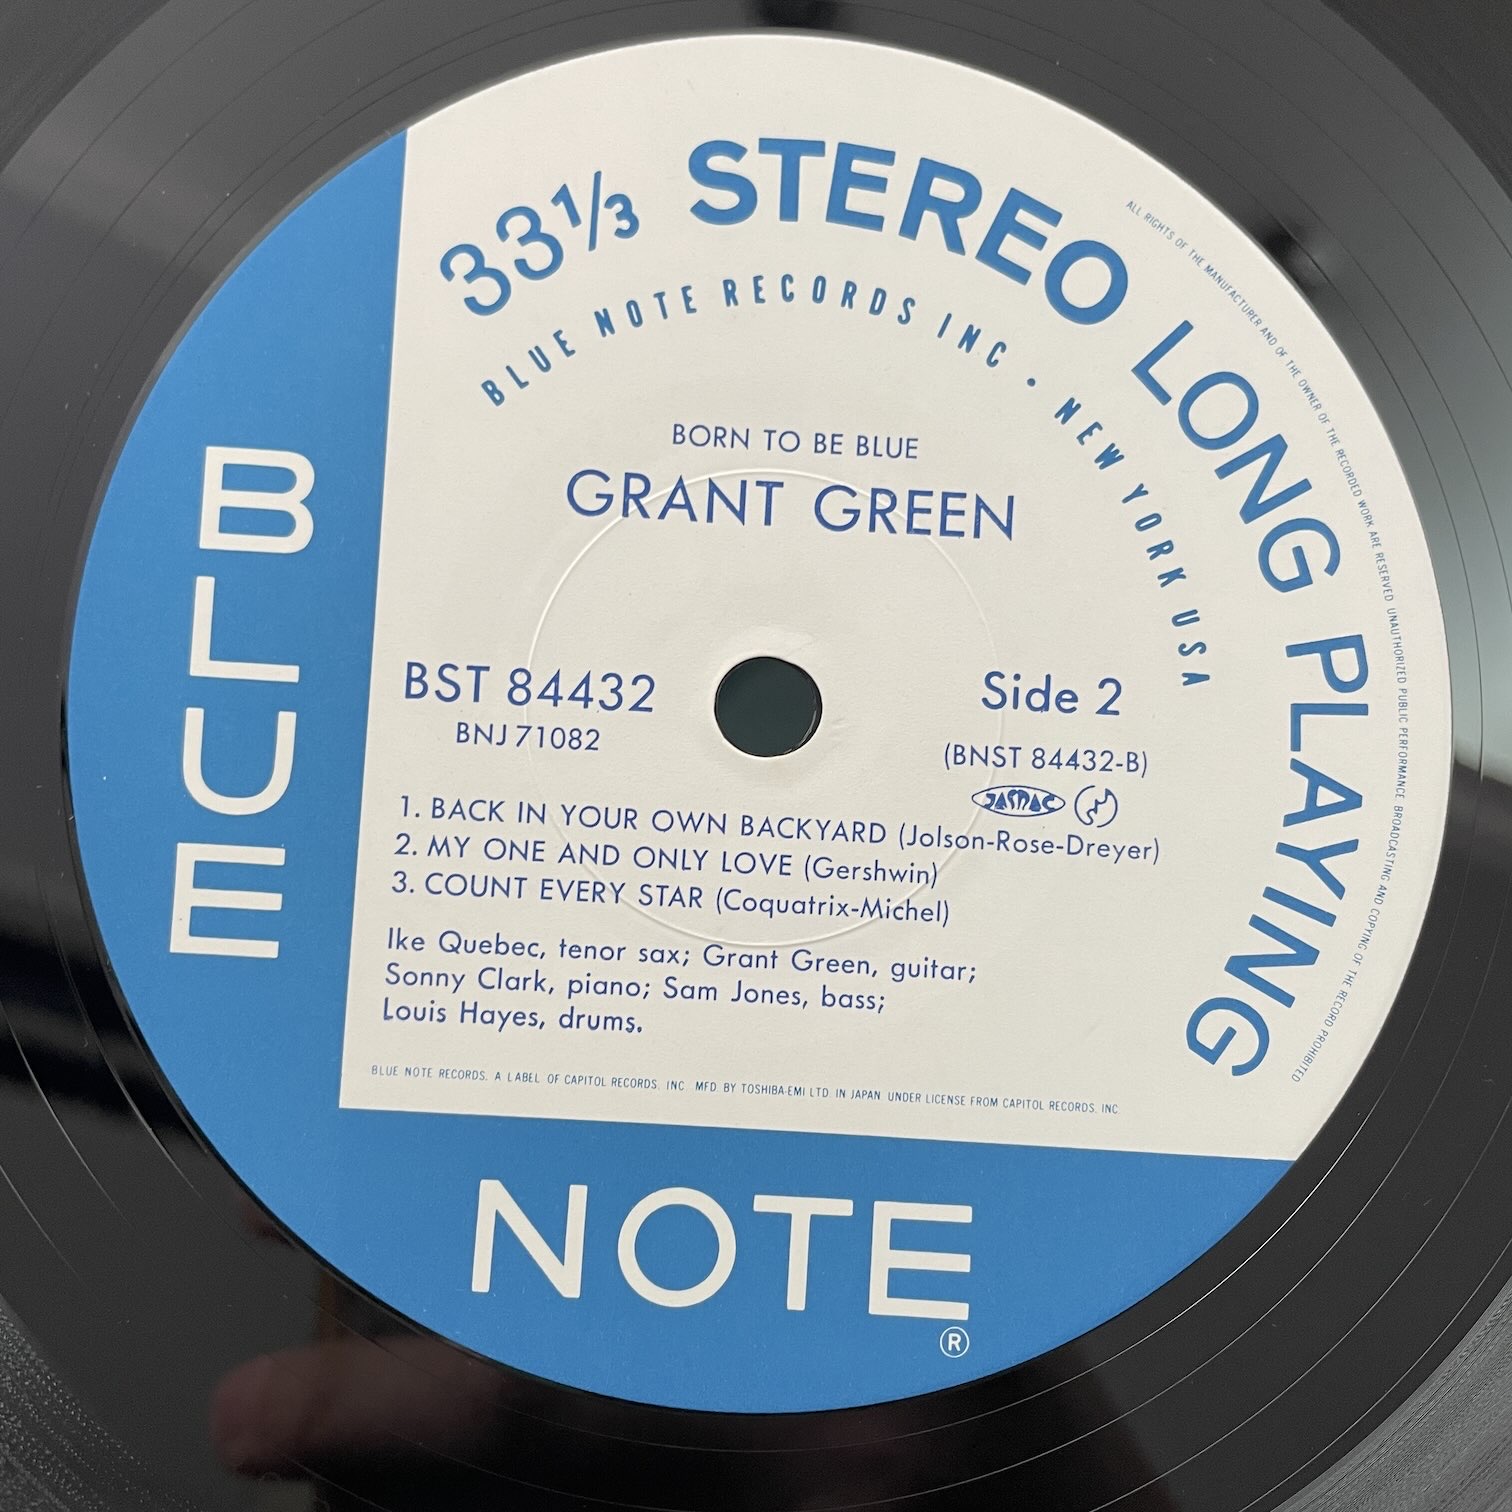 33⅓ STEREO LONG PLAYING
BLUE NOTE RECORDS INC • NEW YORK USA
ALL RIGHTS OF THE MANUFACTURER AND OF THE OWNER OF THE RECORDED WORK ARE RESERVED UNAUTHORIZED PUBLIC PERFORMANCE BROADCASTING AND COPYING OF THE RECORD PROHIBITED
BORN TO BE BLUE
GRANT GREEN
BST 84432
BNJ 71082
Side 2
(BNST 84432-B)
JASRAC
1. BACK IN YOUR OWN BACKYARD (Jolson-Rose-Dreyer)
2. MY ONE AND ONLY LOVE (Gershwin)
3. COUNT EVERY STAR (Coquatrix-Michel)
Ike Quebec, tenor sax; Grant Green, guitar;
Sonny Clark, piano; Sam Jones, bass;
Louis Hayes, drums.
BLUE NOTE RECORDS. A LABEL OF CAPITOL RECORDS. INC. MFD BY TOSHIBA-EMI LTD. IN JAPAN UNDER LICENSE FROM CAPITOL RECORDS. INC.
BLUE
NOTE
®